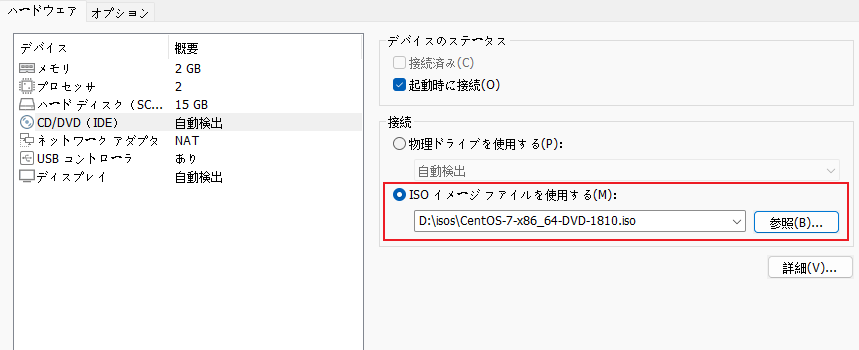 ハードウェア オプション
デバイス 概要
メモリ 2 GB
プロセッサ 2
ハード ディスク（SC... 15 GB
CD/DVD（IDE） 自動検出
ネットワーク アダプタ NAT
USB コントローラ あり
ディスプレイ 自動検出
デバイスのステータス
接続済み(C)
起動時に接続(O)
接続
物理ドライブを使用する(P):
自動検出
ISO イメージ ファイルを使用する(M):
D:\isos\CentOS-7-x86_64-DVD-1810.iso
参照(B)...
詳細(V)...